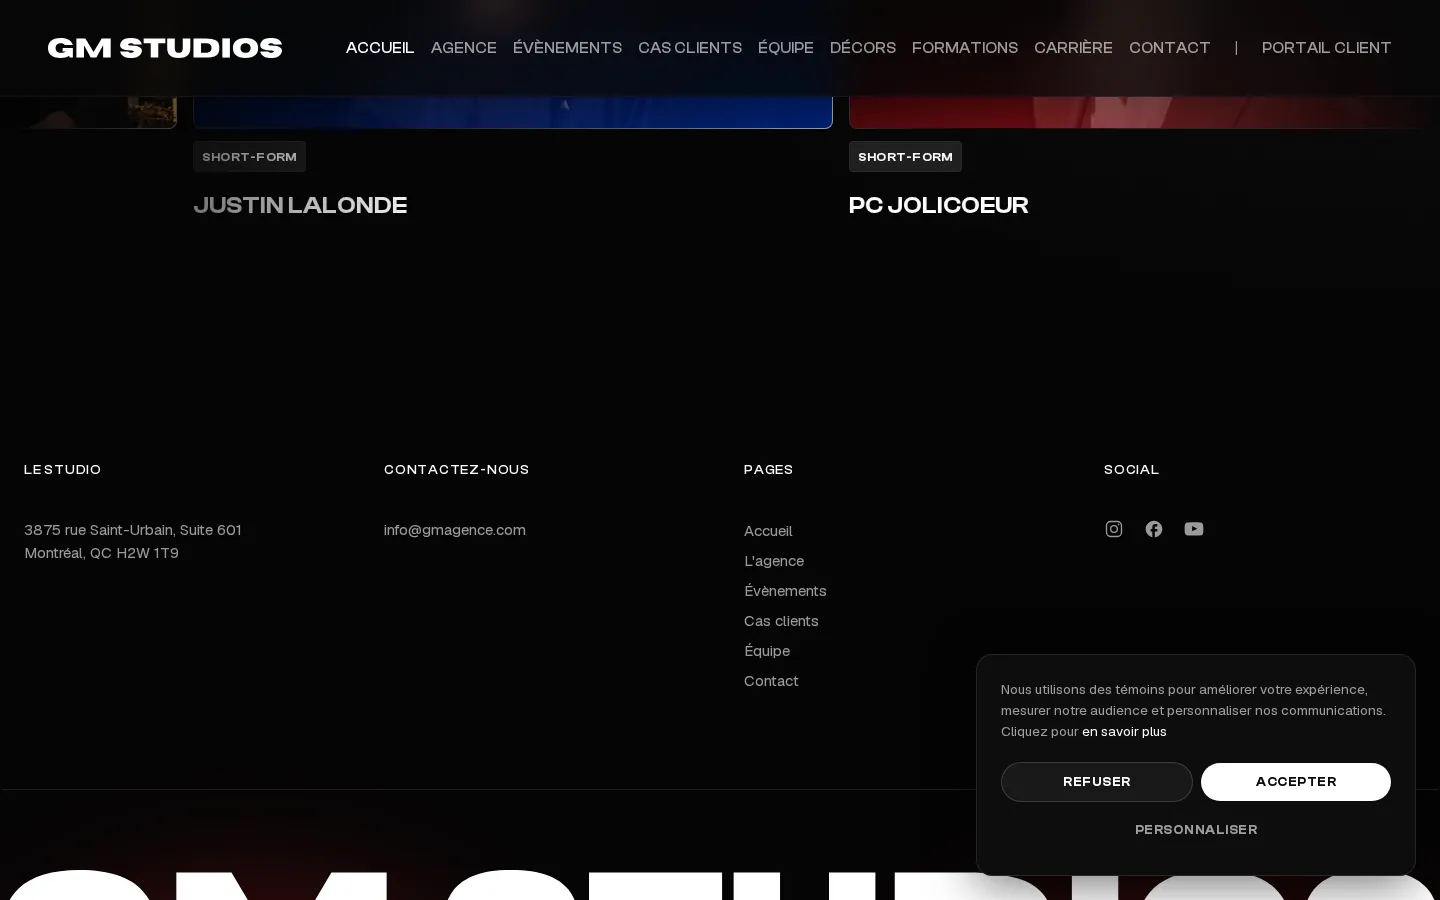 GM STUDIOS
ACCUEIL AGENCE ÉVÈNEMENTS CAS CLIENTS ÉQUIPE DÉCORS FORMATIONS CARRIÈRE CONTACT | PORTAIL CLIENT
SHORT-FORM
JUSTIN LALONDE
SHORT-FORM
PC JOLICOEUR
LE STUDIO
3875 rue Saint-Urbain, Suite 601
Montréal, QC H2W 1T9
CONTACTEZ-NOUS
info@gmagence.com
PAGES
Accueil
L'agence
Évènements
Cas clients
Équipe
Contact
SOCIAL
Nous utilisons des témoins pour améliorer votre expérience,
mesurer notre audience et personnaliser nos communications.
Cliquez pour en savoir plus
REFUSER
ACCEPTER
PERSONNALISER
GM STUDIOS